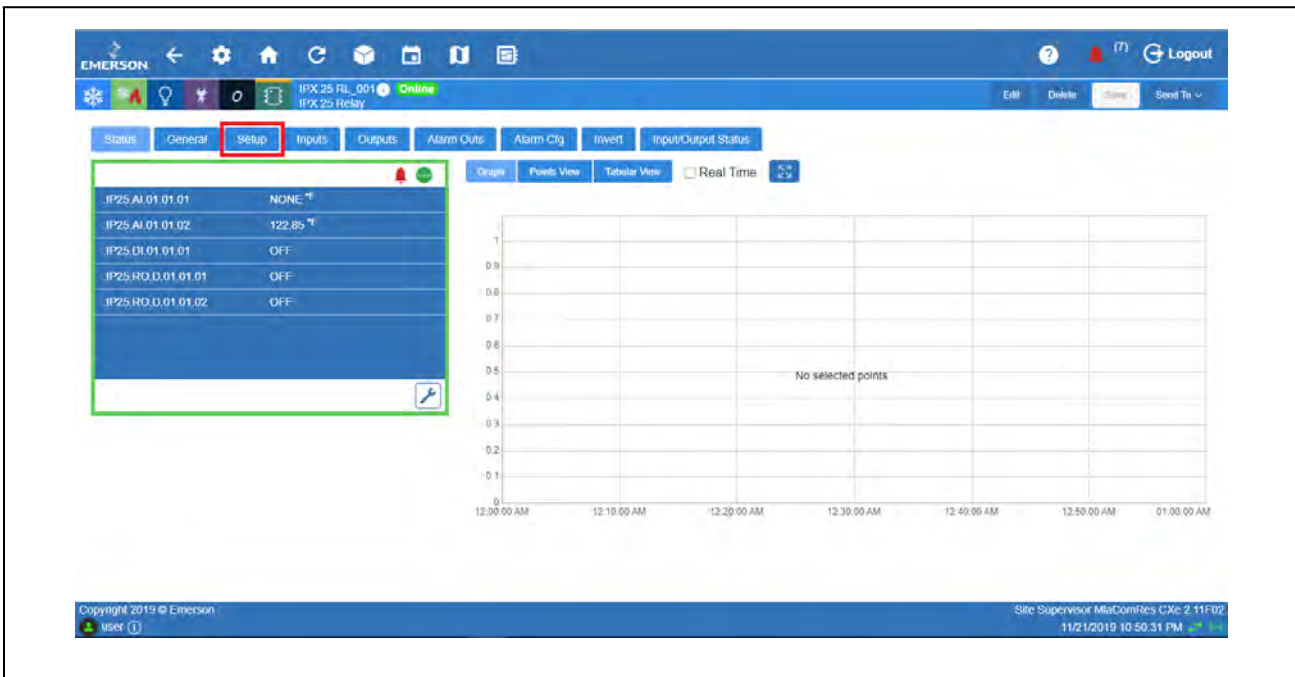 EMERSON
(7) Logout
IPX 25 RL_001 Online
IPX 25 Relay
Edit Delete Save Send To
Status General Setup Inputs Outputs Alarm Outs Alarm Cfg Invert Input/Output Status
Graph Points View Tabular View Real Time
IP25.AI.01.01.01 NONE °F
IP25.AI.01.01.02 122.85 °F
IP25.DI.01.01.01 OFF
IP25.RO.D.01.01.01 OFF
IP25.RO.D.01.01.02 OFF
1
0.9
0.8
0.7
0.6
0.5
No selected points
0.4
0.3
0.2
0.1
0
12:00:00 AM 12:10:00 AM 12:20:00 AM 12:30:00 AM 12:40:00 AM 12:50:00 AM 01:00:00 AM
Copyright 2019 © Emerson
Site Supervisor MlaComRes CXe 2.11F02
user
11/21/2019 10:50:31 PM